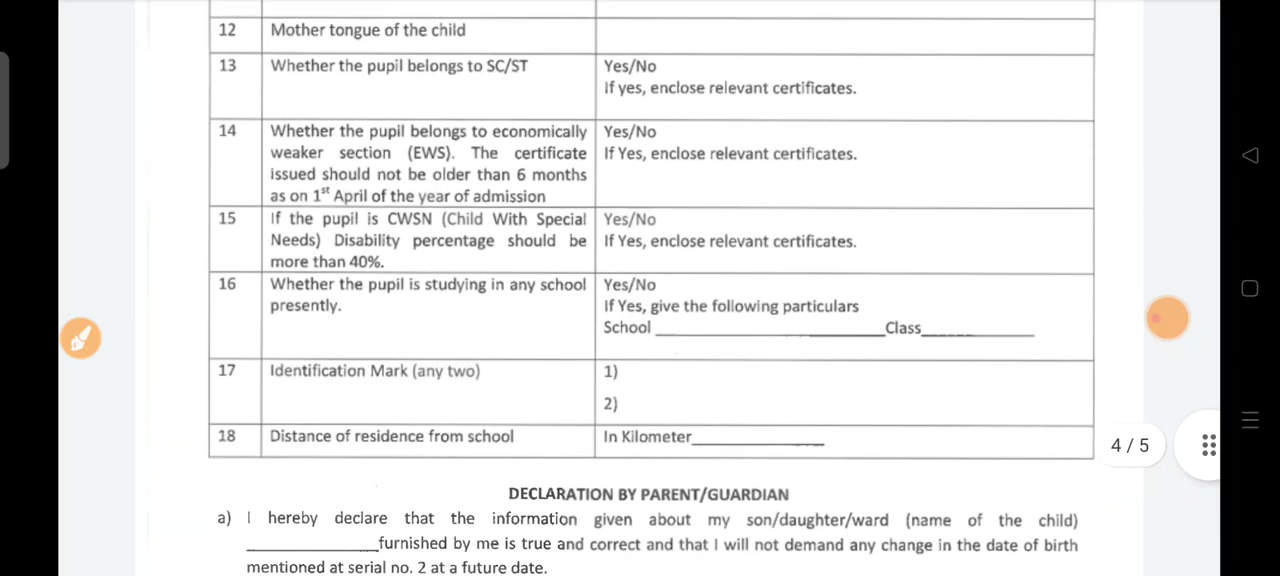 12 Mother tongue of the child
13 Whether the pupil belongs to SC/ST Yes/No
If yes, enclose relevant certificates.
14 Whether the pupil belongs to economically Yes/No
weaker section (EWS). The certificate If Yes, enclose relevant certificates.
issued should not be older than 6 months
as on 1st April of the year of admission
15 If the pupil is CWSN (Child With Special Yes/No
Needs) Disability percentage should be If Yes, enclose relevant certificates.
more than 40%.
16 Whether the pupil is studying in any school Yes/No
presently. If Yes, give the following particulars
School ____________________ Class__________
17 Identification Mark (any two) 1)
2)
18 Distance of residence from school In Kilometer____________
4 / 5
DECLARATION BY PARENT/GUARDIAN
a) I hereby declare that the information given about my son/daughter/ward (name of the child)
____________furnished by me is true and correct and that I will not demand any change in the date of birth
mentioned at serial no. 2 at a future date.